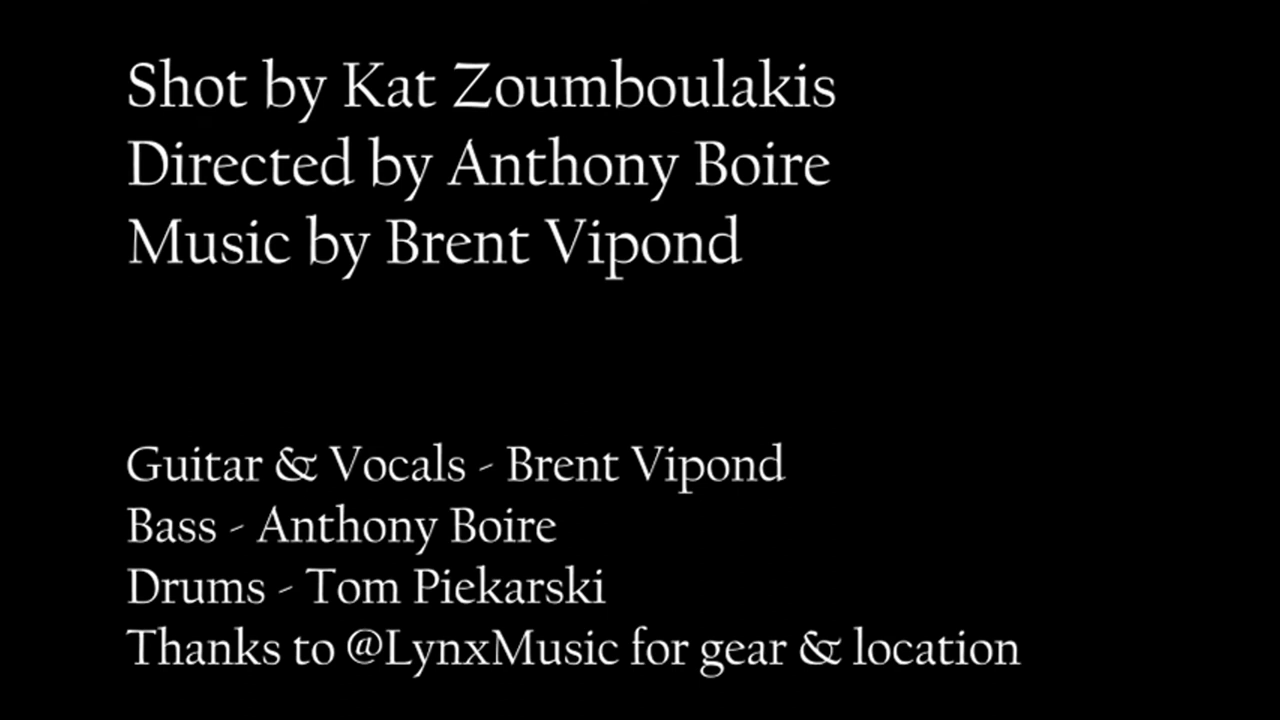 Shot by Kat Zoumboulakis
Directed by Anthony Boire
Music by Brent Vipond
Guitar & Vocals - Brent Vipond
Bass - Anthony Boire
Drums - Tom Piekarski
Thanks to @LynxMusic for gear & location